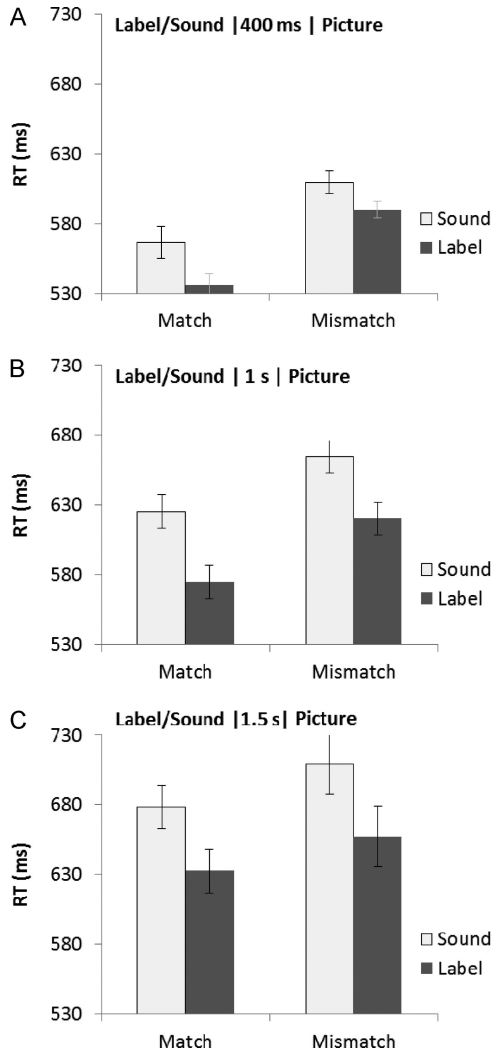 A
Label/Sound |400 ms | Picture
730
680
630
580
530
RT (ms)
Match
Mismatch
Sound
Label
B
Label/Sound | 1 s | Picture
730
680
630
580
530
RT (ms)
Match
Mismatch
Sound
Label
C
Label/Sound |1.5 s| Picture
730
680
630
580
530
RT (ms)
Match
Mismatch
Sound
Label